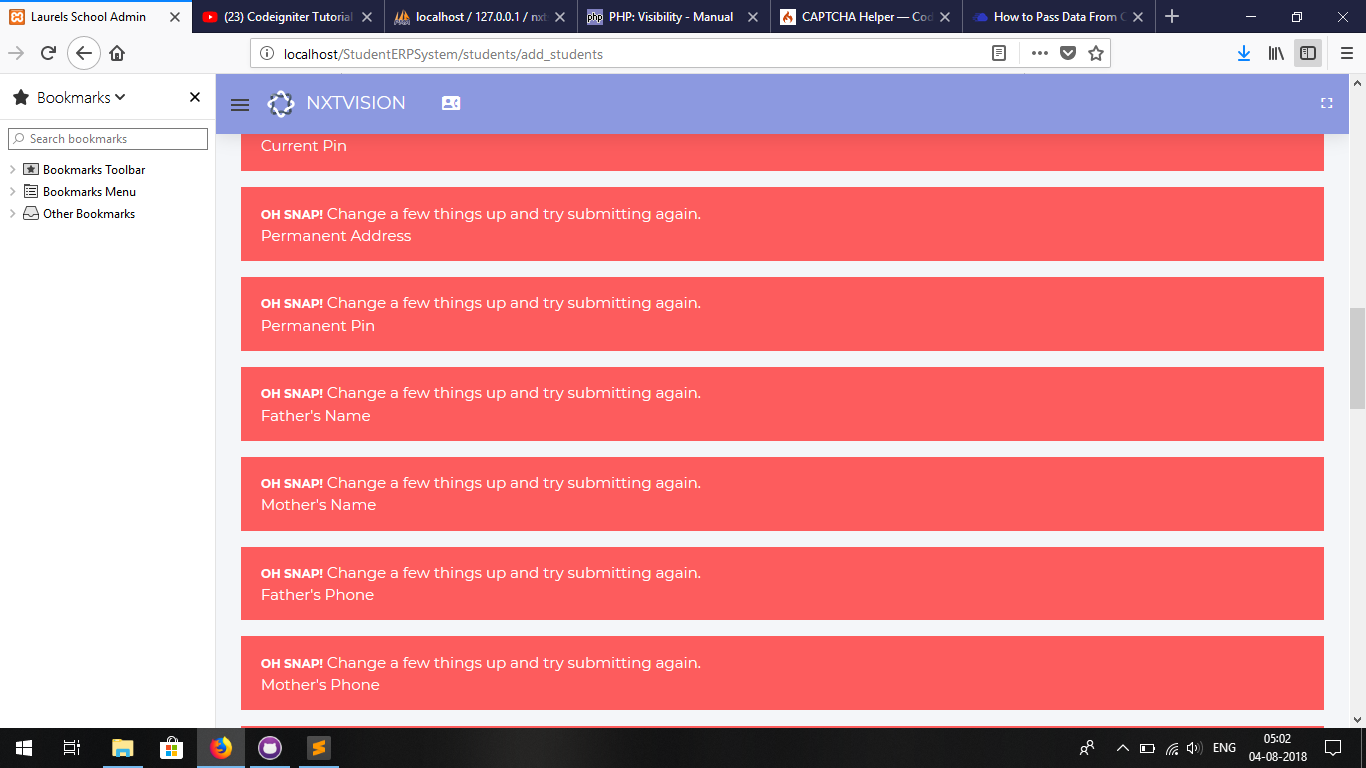 Laurels School Admin
(23) Codeigniter Tutorial
localhost / 127.0.0.1 / nxt
PHP: Visibility - Manual
CAPTCHA Helper — Cod
How to Pass Data From C
localhost/StudentERPSystem/students/add_students
Bookmarks
Search bookmarks
Bookmarks Toolbar
Bookmarks Menu
Other Bookmarks
NXTVISION
Current Pin
OH SNAP! Change a few things up and try submitting again.
Permanent Address
OH SNAP! Change a few things up and try submitting again.
Permanent Pin
OH SNAP! Change a few things up and try submitting again.
Father's Name
OH SNAP! Change a few things up and try submitting again.
Mother's Name
OH SNAP! Change a few things up and try submitting again.
Father's Phone
OH SNAP! Change a few things up and try submitting again.
Mother's Phone
ENG
05:02
04-08-2018